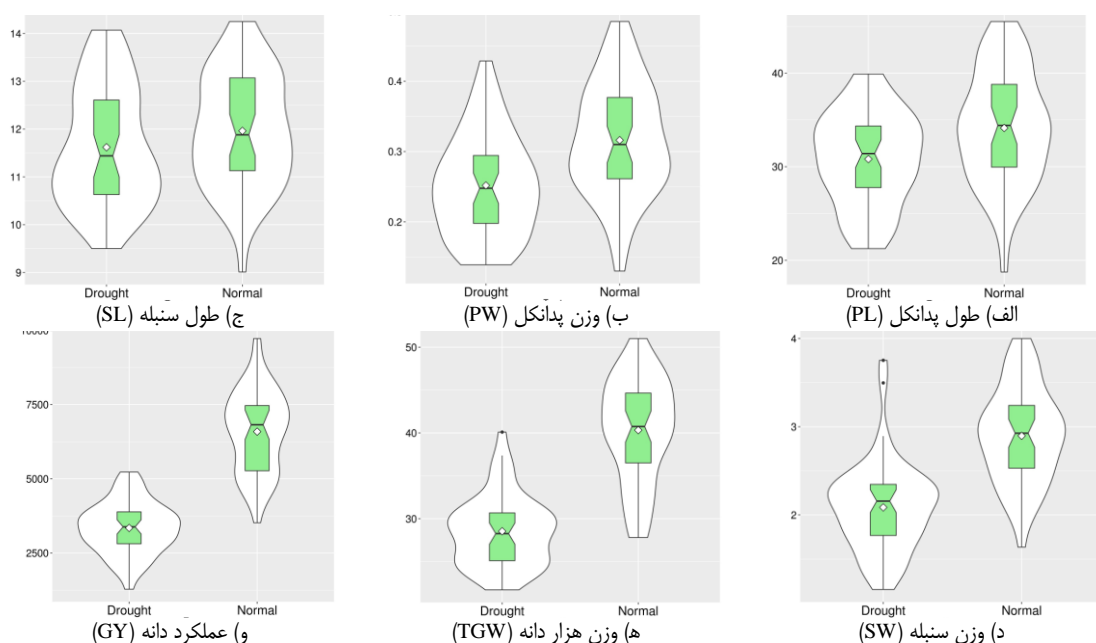 14
13
12
11
10
9
Drought Normal
ج) طول سنبله (SL)
0.4
0.3
0.2
Drought Normal
ب) وزن پدانکل (PW)
40
30
20
Drought Normal
الف) طول پدانکل (PL)
10000
7500
5000
2500
Drought Normal
و) عملکرد دانه (GY)
50
40
30
Drought Normal
ه) وزن هزار دانه (TGW)
4
3
2
Drought Normal
د) وزن سنبله (SW)